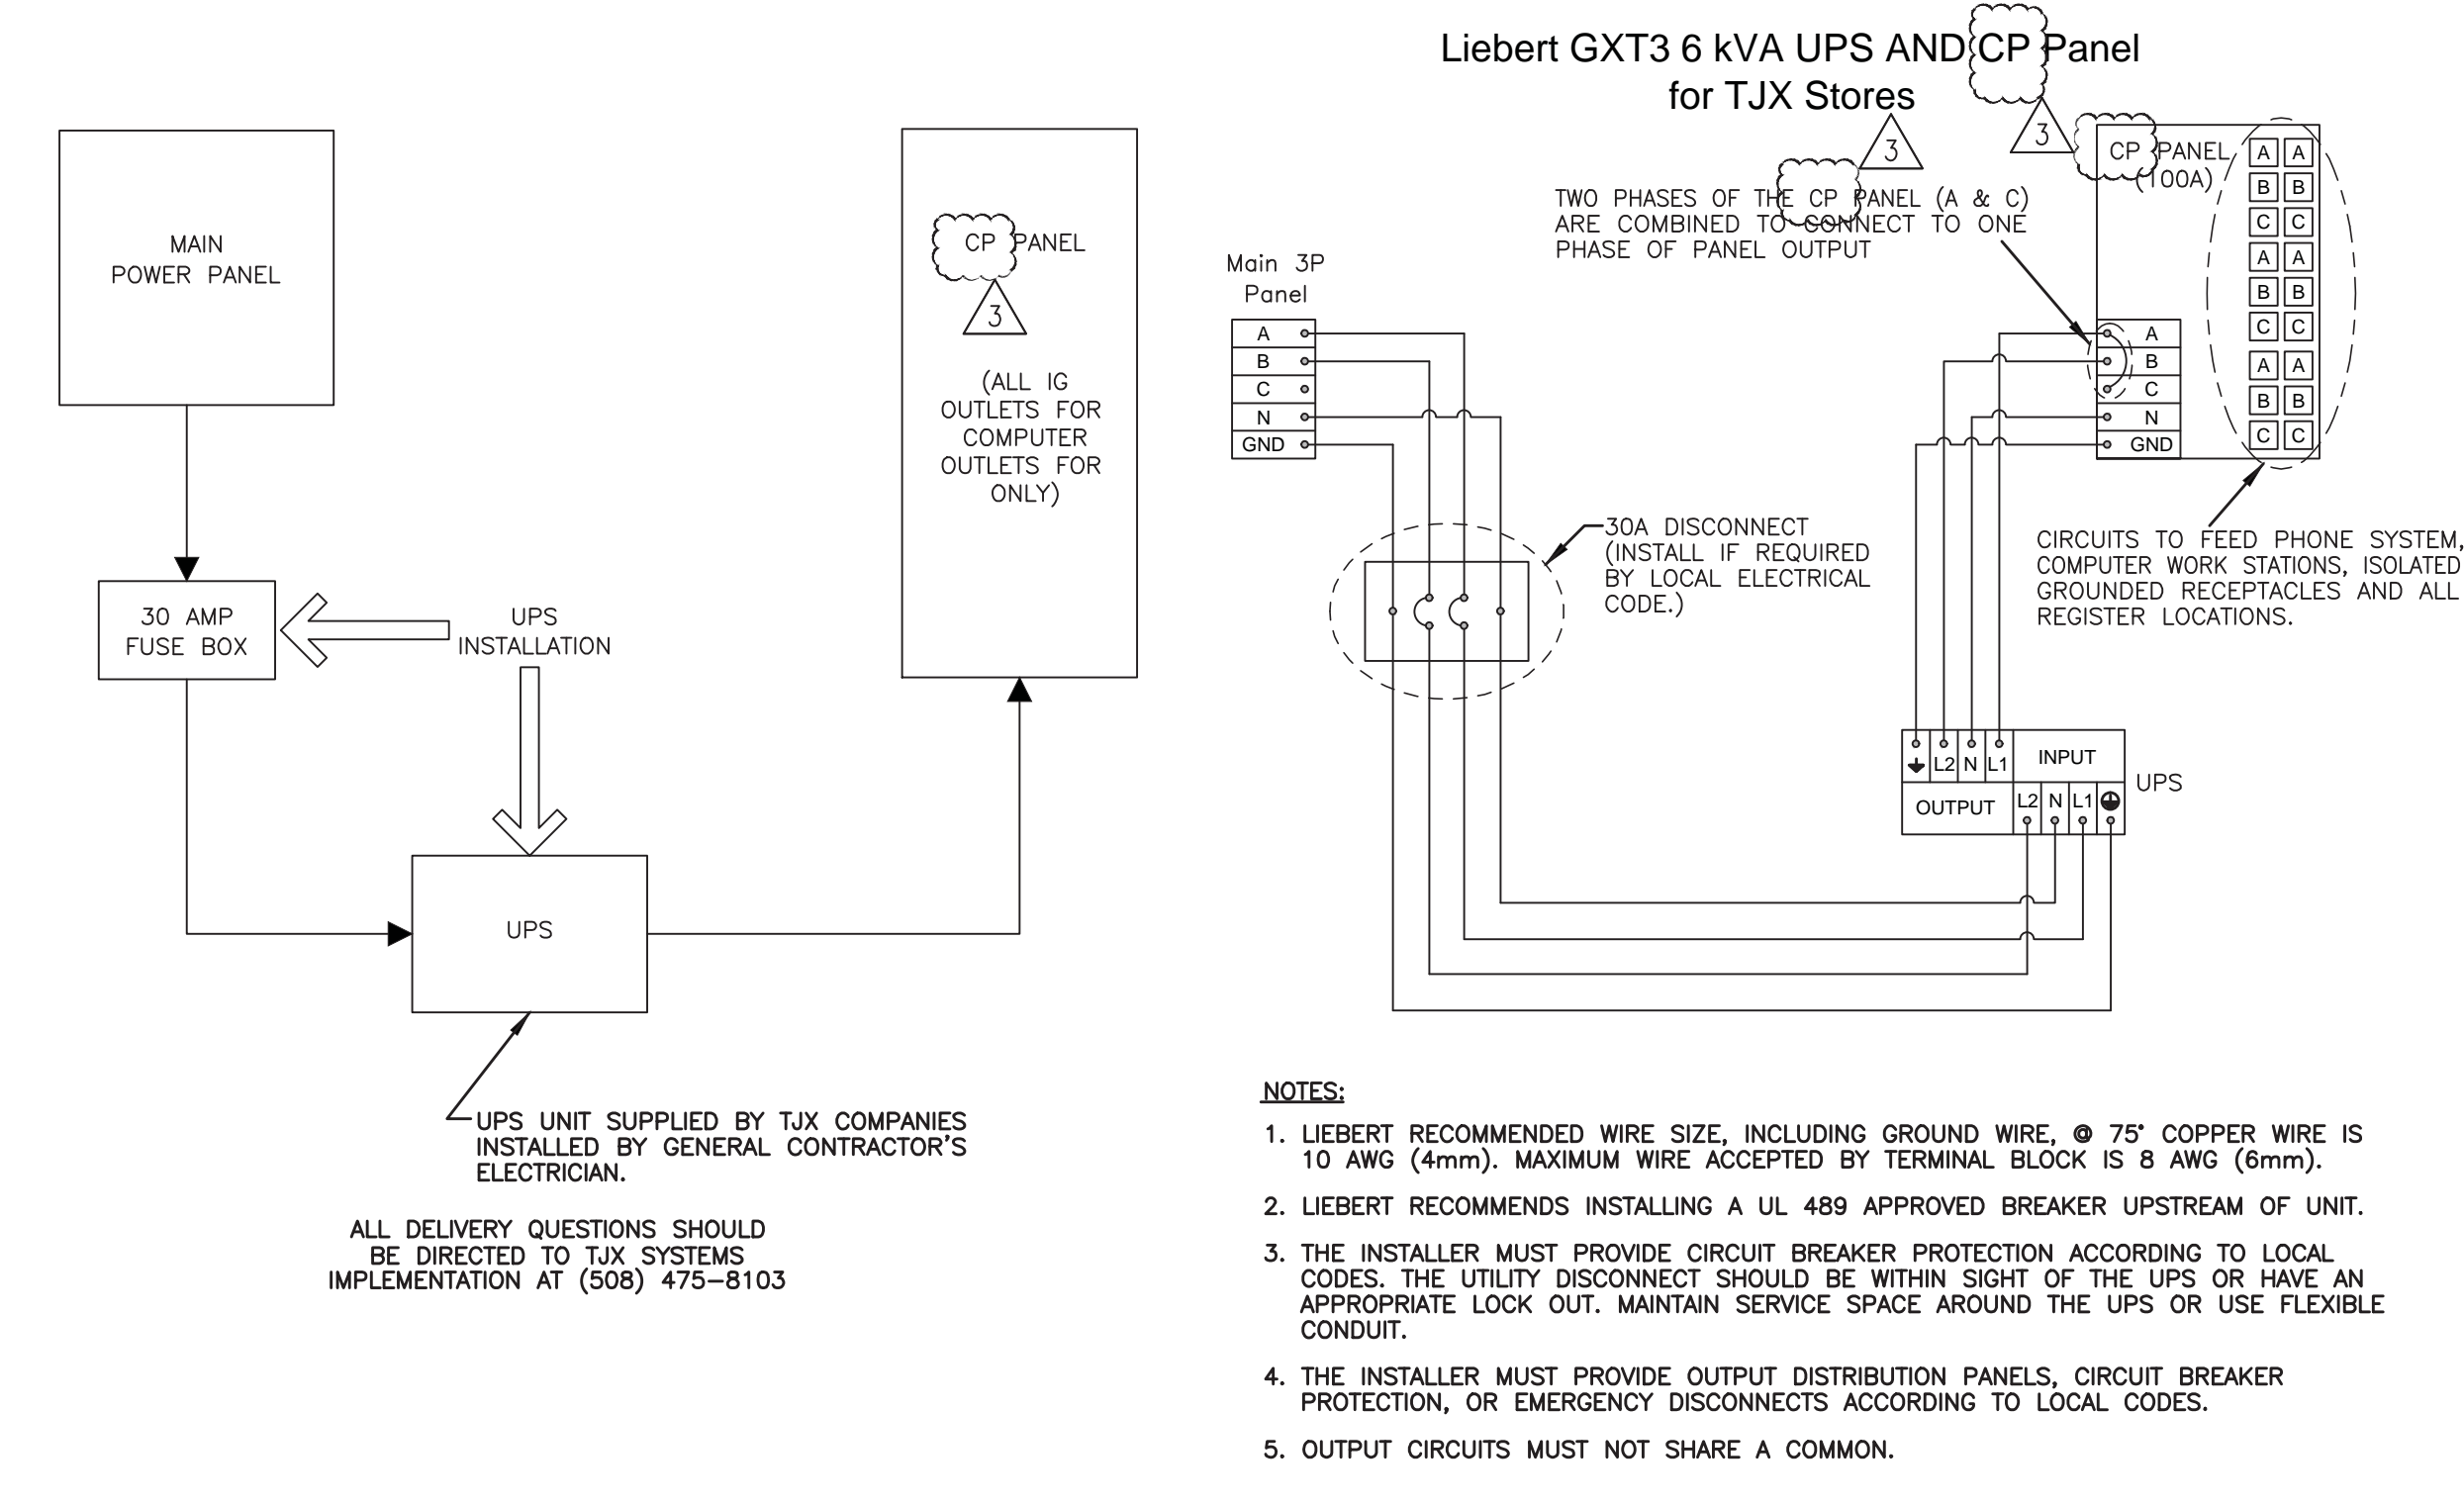 Liebert GXT3 6 kVA UPS AND CP Panel
for TJX Stores
MAIN
POWER PANEL
30 AMP
FUSE BOX
UPS
INSTALLATION
UPS
CP PANEL
3
(ALL IG
OUTLETS FOR
COMPUTER
OUTLETS FOR
ONLY)
UPS UNIT SUPPLIED BY TJX COMPANIES
INSTALLED BY GENERAL CONTRACTOR'S
ELECTRICIAN.
ALL DELIVERY QUESTIONS SHOULD
BE DIRECTED TO TJX SYSTEMS
IMPLEMENTATION AT (508) 475-8103
3
3
TWO PHASES OF THE CP PANEL (A & C)
ARE COMBINED TO CONNECT TO ONE
PHASE OF PANEL OUTPUT
Main 3P
Panel
A
B
C
N
GND
30A DISCONNECT
(INSTALL IF REQUIRED
BY LOCAL ELECTRICAL
CODE.)
CP PANEL
(100A)
A A
B B
C C
A A
B B
C C
A A
B B
C C
A
B
C
N
GND
CIRCUITS TO FEED PHONE SYSTEM,
COMPUTER WORK STATIONS, ISOLATED
GROUNDED RECEPTACLES AND ALL
REGISTER LOCATIONS.
L2 N L1 INPUT
UPS
OUTPUT L2 N L1
NOTES:
1. LIEBERT RECOMMENDED WIRE SIZE, INCLUDING GROUND WIRE, @ 75° COPPER WIRE IS
10 AWG (4mm). MAXIMUM WIRE ACCEPTED BY TERMINAL BLOCK IS 8 AWG (6mm).
2. LIEBERT RECOMMENDS INSTALLING A UL 489 APPROVED BREAKER UPSTREAM OF UNIT.
3. THE INSTALLER MUST PROVIDE CIRCUIT BREAKER PROTECTION ACCORDING TO LOCAL
CODES. THE UTILITY DISCONNECT SHOULD BE WITHIN SIGHT OF THE UPS OR HAVE AN
APPROPRIATE LOCK OUT. MAINTAIN SERVICE SPACE AROUND THE UPS OR USE FLEXIBLE
CONDUIT.
4. THE INSTALLER MUST PROVIDE OUTPUT DISTRIBUTION PANELS, CIRCUIT BREAKER
PROTECTION, OR EMERGENCY DISCONNECTS ACCORDING TO LOCAL CODES.
5. OUTPUT CIRCUITS MUST NOT SHARE A COMMON.